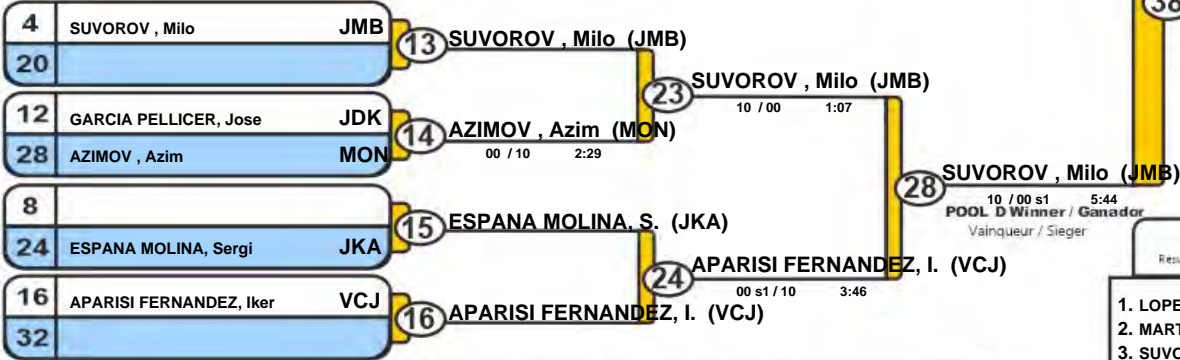 38
4 SUVOROV , Milo JMB
20
13 SUVOROV , Milo (JMB)
12 GARCIA PELLICER, Jose JDK
28 AZIMOV , Azim MON
14 AZIMOV , Azim (MON)
00 / 10 2:29
23 SUVOROV , Milo (JMB)
10 / 00 1:07
8
24 ESPANA MOLINA, Sergi JKA
15 ESPANA MOLINA, S. (JKA)
16 APARISI FERNANDEZ, Iker VCJ
32
16 APARISI FERNANDEZ, I. (VCJ)
24 APARISI FERNANDEZ, I. (VCJ)
00 s1 / 10 3:46
28 SUVOROV , Milo (JMB)
10 / 00 s1 5:44
POOL D Winner / Ganador
Vainqueur / Sieger
1. LOPE
2. MART
3. SUVO